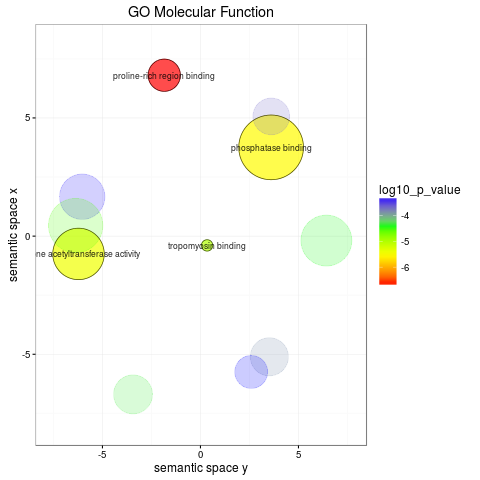 GO Molecular Function
proline-rich region binding
phosphatase binding
tropomyosin binding
ne acetyltransferase activity
5
0
-5
-5
0
5
semantic space x
semantic space y
log10_p_value
-4
-5
-6